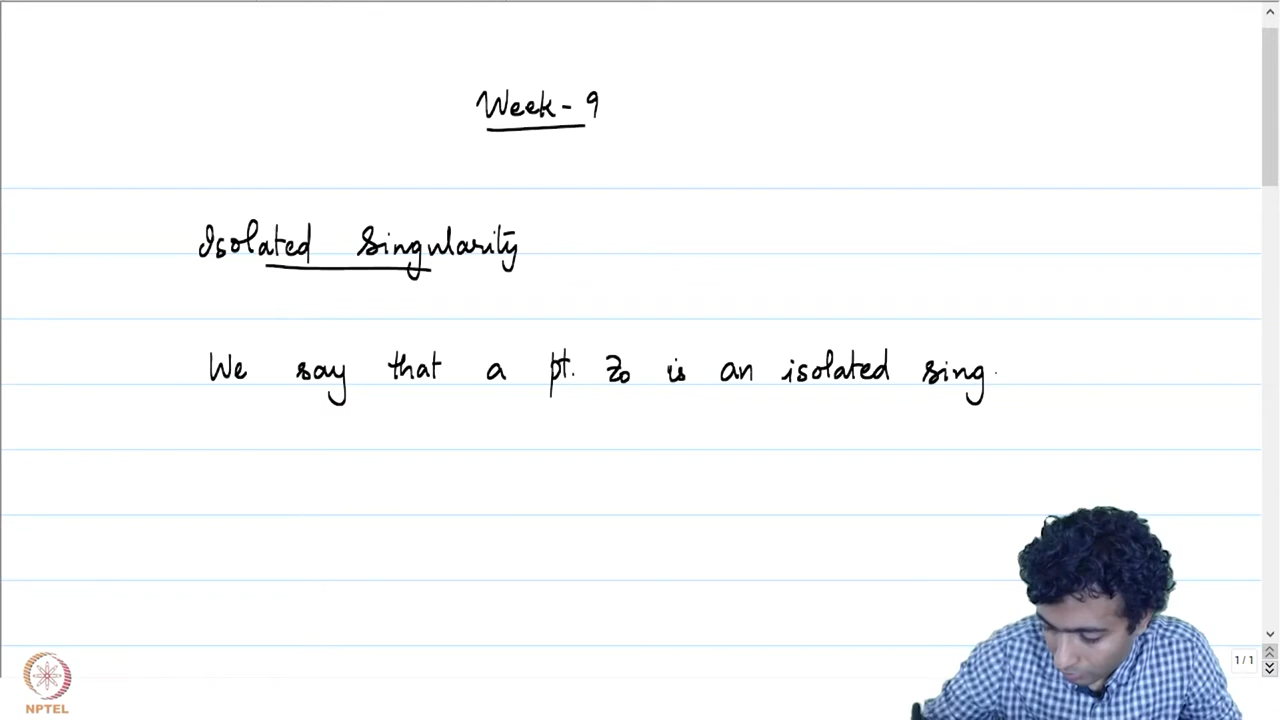 Week - 9
Isolated Singularity
We say that a pt. z₀ is an isolated sing.
1 / 1
NPTEL